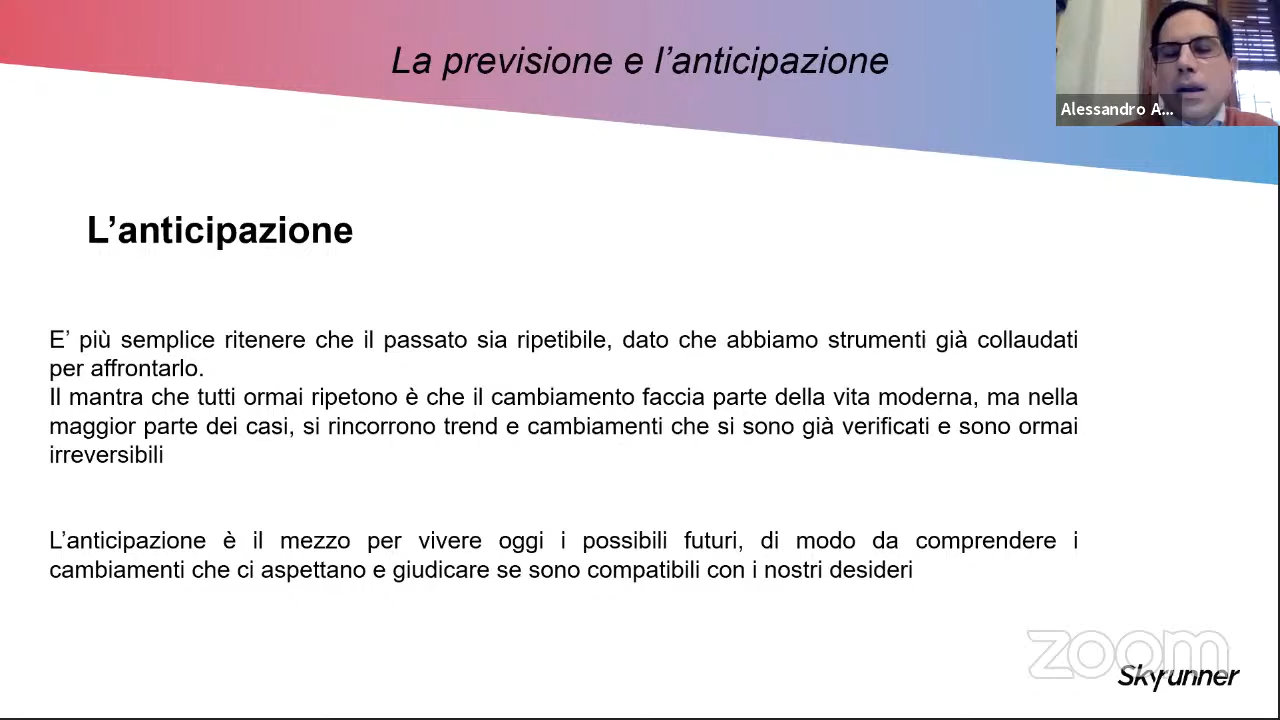 La previsione e l’anticipazione
Alessandro A...
L’anticipazione
E’ più semplice ritenere che il passato sia ripetibile, dato che abbiamo strumenti già collaudati
per affrontarlo.
Il mantra che tutti ormai ripetono è che il cambiamento faccia parte della vita moderna, ma nella
maggior parte dei casi, si rincorrono trend e cambiamenti che si sono già verificati e sono ormai
irreversibili
L’anticipazione è il mezzo per vivere oggi i possibili futuri, di modo da comprendere i
cambiamenti che ci aspettano e giudicare se sono compatibili con i nostri desideri
zoom
Skyrunner